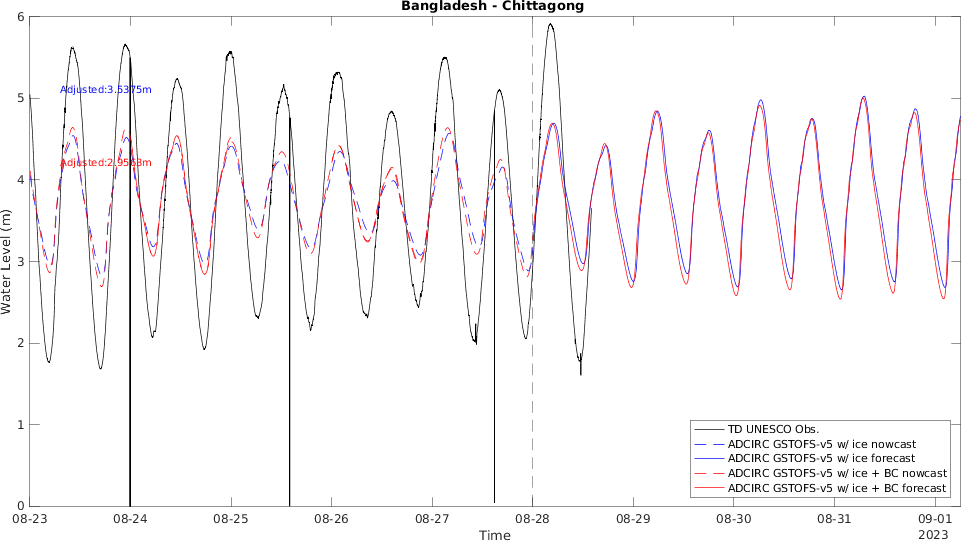 Bangladesh - Chittagong
6
5
4
3
2
1
0
Water Level (m)
Adjusted:3.5375m
Adjusted:2.9563m
TD UNESCO Obs.
ADCIRC GSTOFS-v5 w/ ice nowcast
ADCIRC GSTOFS-v5 w/ ice forecast
ADCIRC GSTOFS-v5 w/ ice + BC nowcast
ADCIRC GSTOFS-v5 w/ ice + BC forecast
08-23 08-24 08-25 08-26 08-27 08-28 08-29 08-30 08-31 09-01
2023
Time